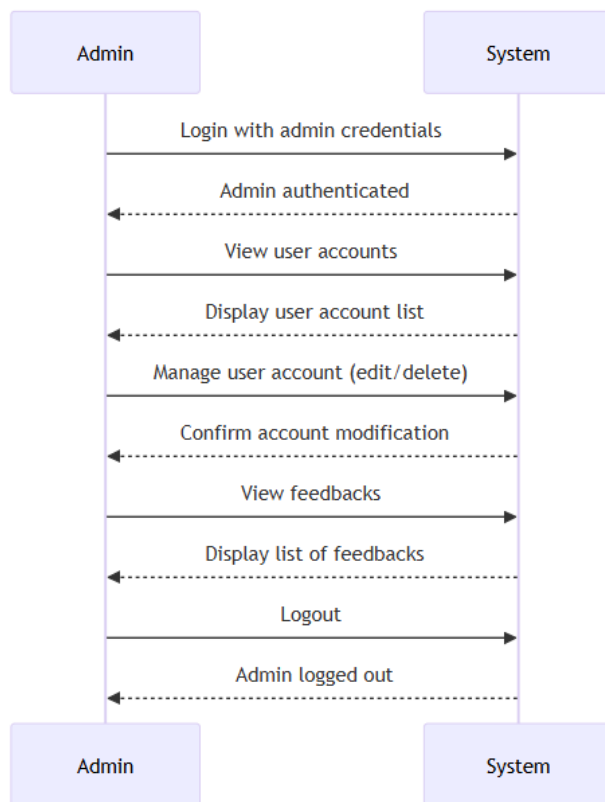 Admin
System
Login with admin credentials
Admin authenticated
View user accounts
Display user account list
Manage user account (edit/delete)
Confirm account modification
View feedbacks
Display list of feedbacks
Logout
Admin logged out
Admin
System